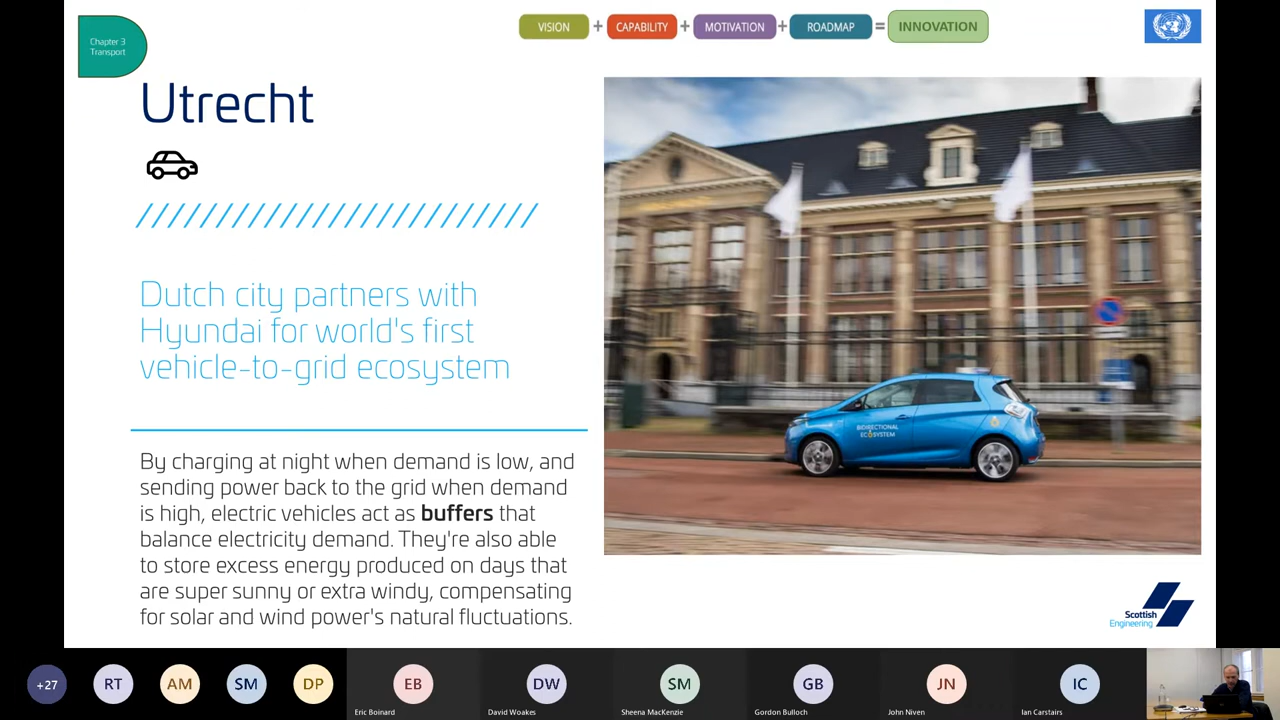 Chapter 3
Transport
VISION + CAPABILITY + MOTIVATION + ROADMAP = INNOVATION
Utrecht
Dutch city partners with
Hyundai for world's first
vehicle-to-grid ecosystem
By charging at night when demand is low, and
sending power back to the grid when demand
is high, electric vehicles act as buffers that
balance electricity demand. They're also able
to store excess energy produced on days that
are super sunny or extra windy, compensating
for solar and wind power's natural fluctuations.
BIDIRECTIONAL
ECOSYSTEM
Scottish
Engineering
+27
RT
AM
SM
DP
EB
DW
SM
GB
JN
IC
Eric Boinard
David Woakes
Sheena MacKenzie
Gordon Bulloch
John Niven
Ian Carstairs